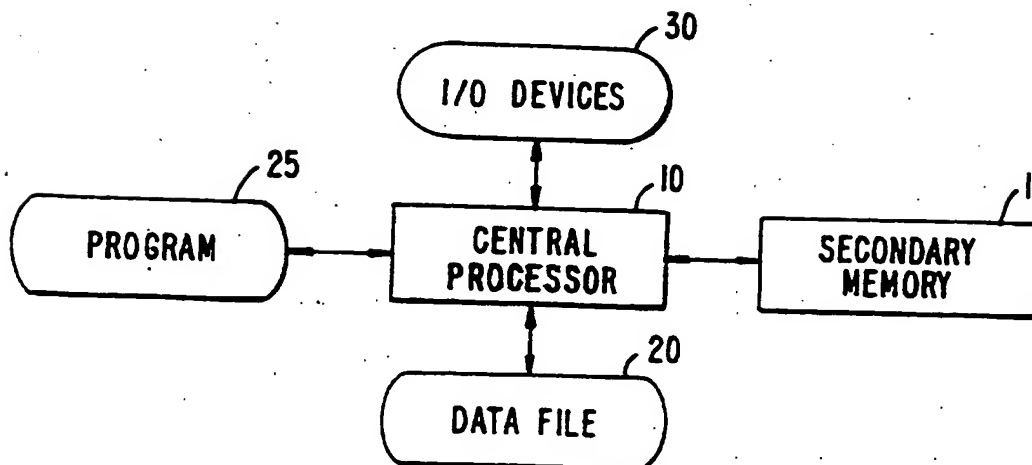 30
I/O DEVICES
25
10
PROGRAM
CENTRAL
PROCESSOR
SECONDARY
MEMORY
20
DATA FILE